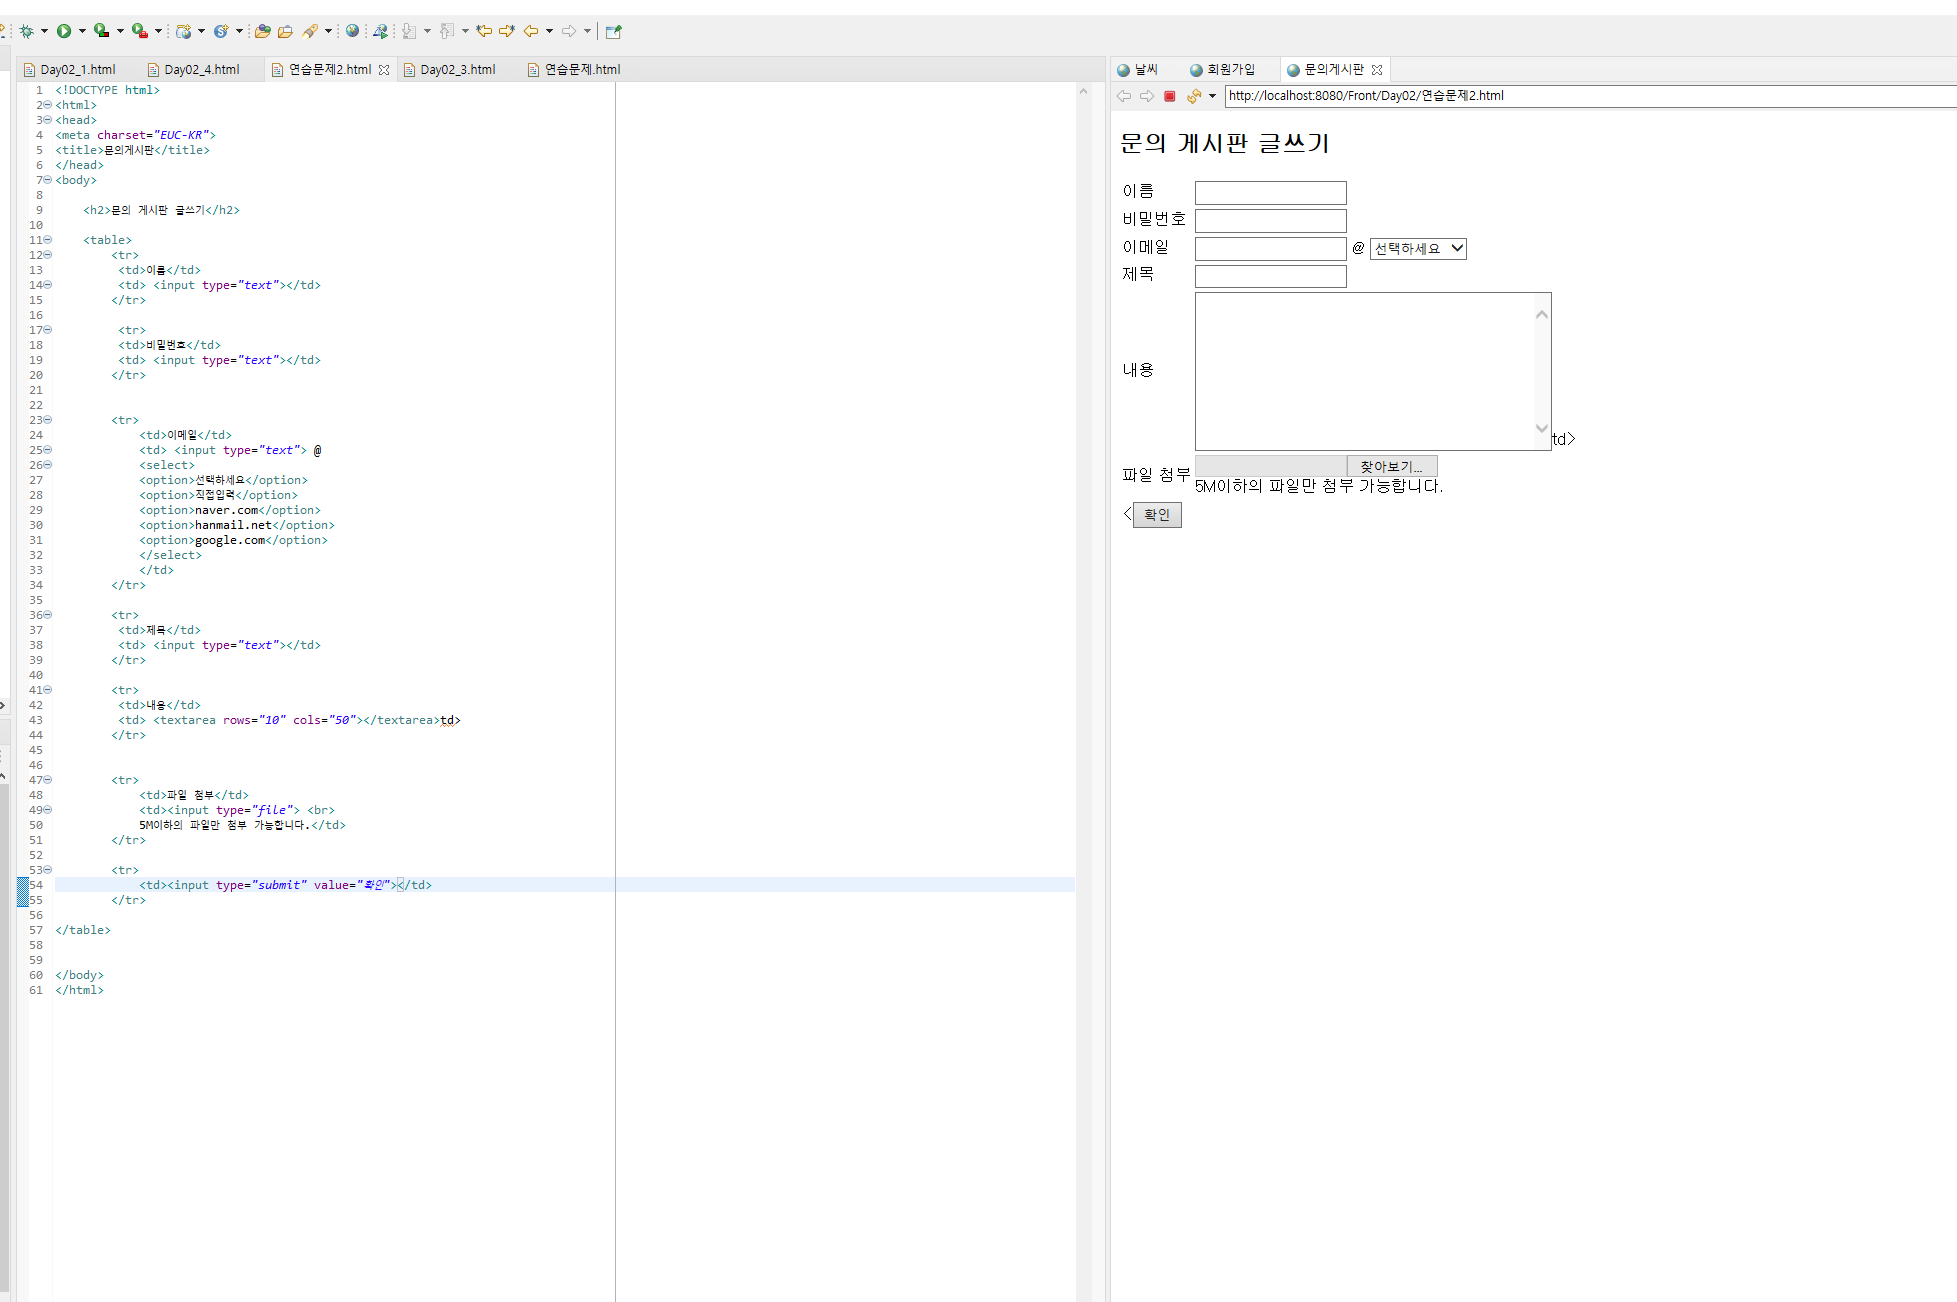 Day02_1.html
Day02_4.html
연습문제2.html
Day02_3.html
연습문제.html
1 <!DOCTYPE html>
2 <html>
3 <head>
4 <meta charset="EUC-KR">
5 <title>문의게시판</title>
6 </head>
7 <body>
8
9 <h2>문의 게시판 글쓰기</h2>
10
11 <table>
12 <tr>
13 <td>이름</td>
14 <td> <input type="text"></td>
15 </tr>
16
17 <tr>
18 <td>비밀번호</td>
19 <td> <input type="text"></td>
20 </tr>
21
22
23 <tr>
24 <td>이메일</td>
25 <td> <input type="text"> @
26 <select>
27 <option>선택하세요</option>
28 <option>직접입력</option>
29 <option>naver.com</option>
30 <option>hanmail.net</option>
31 <option>google.com</option>
32 </select>
33 </td>
34 </tr>
35
36 <tr>
37 <td>제목</td>
38 <td> <input type="text"></td>
39 </tr>
40
41 <tr>
42 <td>내용</td>
43 <td> <textarea rows="10" cols="50"></textarea>td>
44 </tr>
45
46
47 <tr>
48 <td>파일 첨부</td>
49 <td><input type="file"> <br>
50 5M이하의 파일만 첨부 가능합니다.</td>
51 </tr>
52
53 <tr>
54 <td><input type="submit" value="확인"></td>
55 </tr>
56
57 </table>
58
59
60 </body>
61 </html>
날씨
회원가입
문의게시판
http://localhost:8080/Front/Day02/연습문제2.html
문의 게시판 글쓰기
이름
비밀번호
이메일 @ 선택하세요
제목
내용 td>
파일 첨부 찾아보기...
5M이하의 파일만 첨부 가능합니다.
< 확인